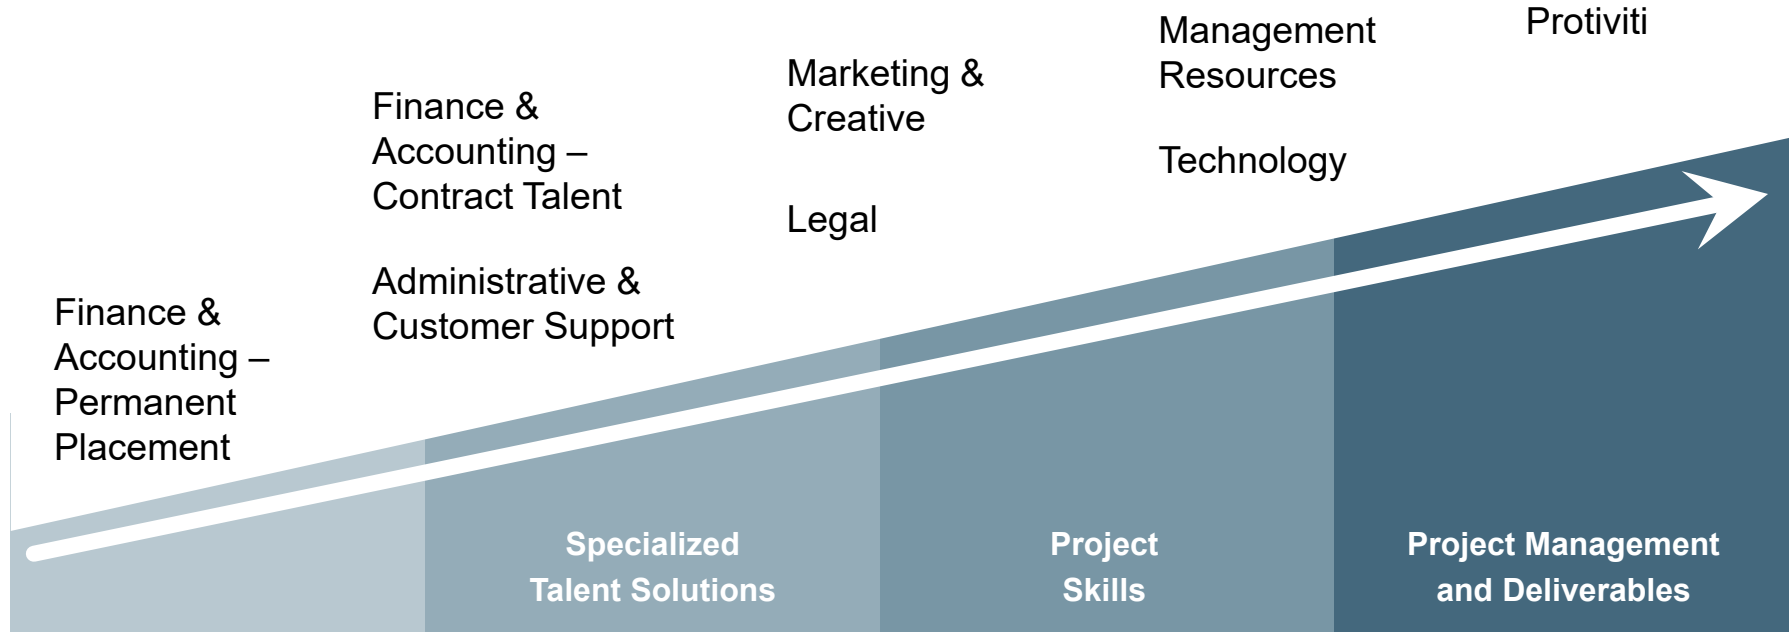 Finance &
Accounting –
Permanent
Placement
Finance &
Accounting –
Contract Talent
Administrative &
Customer Support
Marketing &
Creative
Legal
Management
Resources
Technology
Protiviti
Specialized
Talent Solutions
Project
Skills
Project Management
and Deliverables